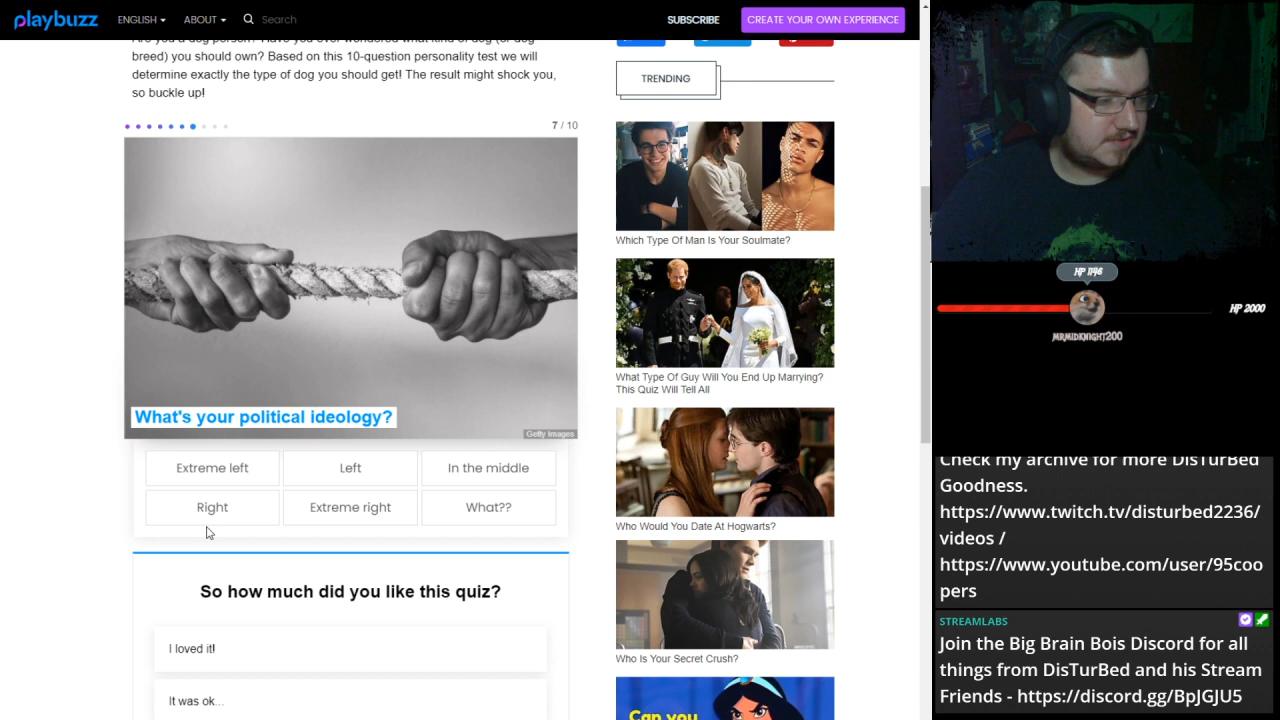 playbuzz
ENGLISH
ABOUT
Search
SUBSCRIBE
CREATE YOUR OWN EXPERIENCE
breed) you should own? Based on this 10-question personality test we will
determine exactly the type of dog you should get! The result might shock you,
so buckle up!
7 / 10
What's your political ideology?
Getty Images
Extreme left
Left
In the middle
Right
Extreme right
What??
So how much did you like this quiz?
I loved it!
It was ok...
TRENDING
Which Type Of Man Is Your Soulmate?
What Type Of Guy Will You End Up Marrying?
This Quiz Will Tell All
Who Would You Date At Hogwarts?
Who Is Your Secret Crush?
Can you
HP 1146
HP 2000
MRMIDKNIGHT200
Check my archive for more DisTurBed
Goodness.
https://www.twitch.tv/disturbed2236/
videos /
https://www.youtube.com/user/95coo
pers
STREAMLABS
Join the Big Brain Bois Discord for all
things from DisTurBed and his Stream
Friends - https://discord.gg/BpJGJU5